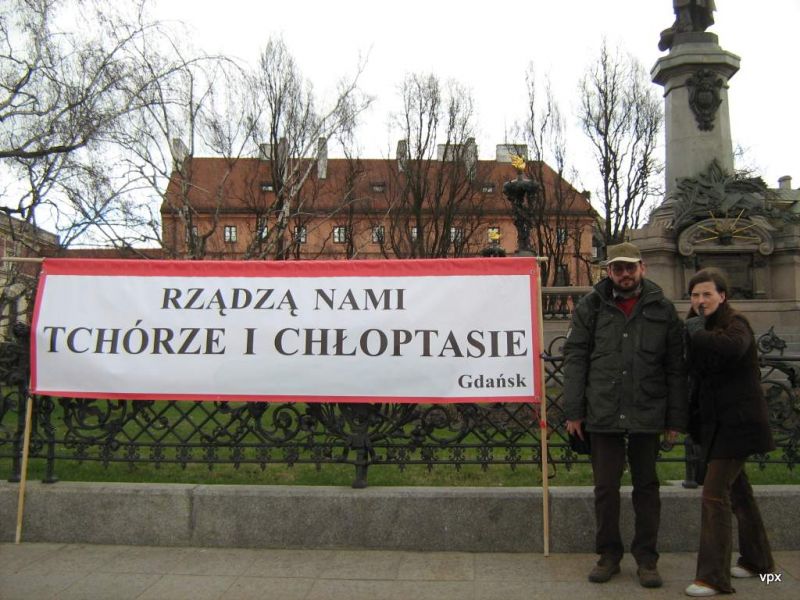 RZĄDZĄ NAMI
TCHÓRZE I CHŁOPTASIE
Gdańsk
vpx